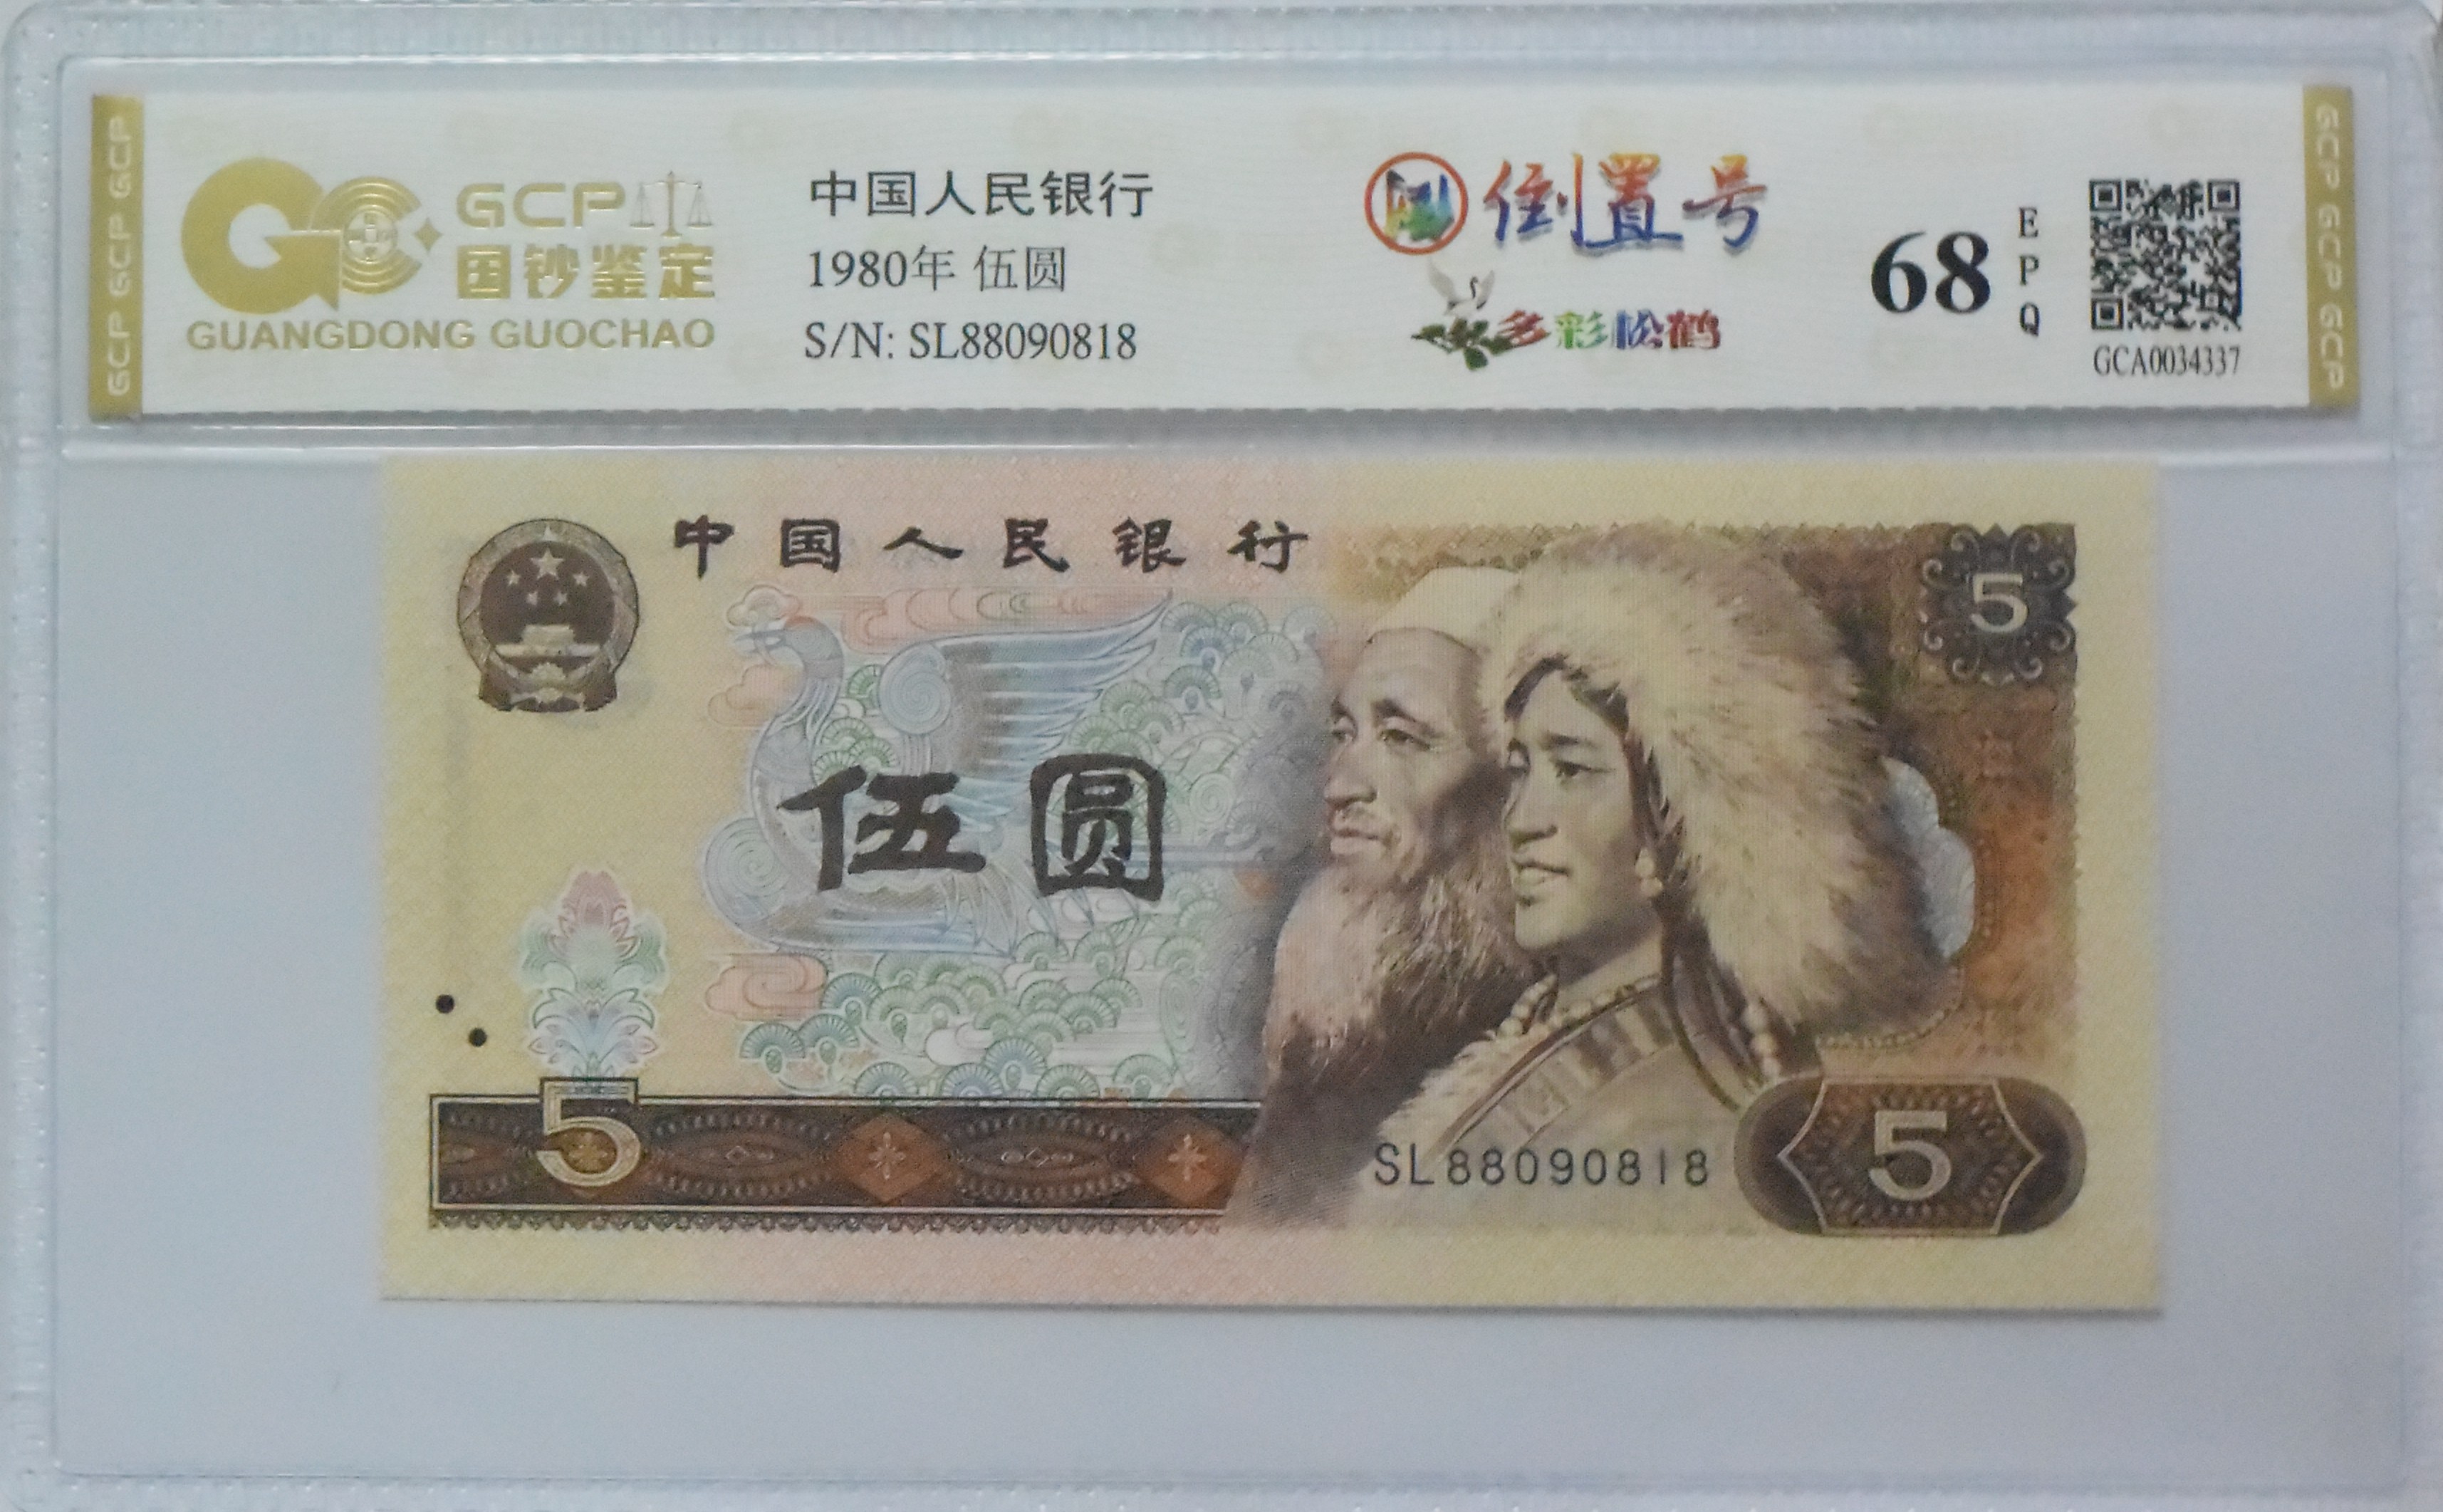 GCP GCP GCP
GCP
国钞鉴定
GUANGDONG GUOCHAO
中国人民银行
1980年 伍圆
S/N: SL88090818
倒置号
多彩松鹤
68
EPQ
GCA0034337
GCP GCP GCP
中国人民银行
5
伍圆
5
SL88090818
5